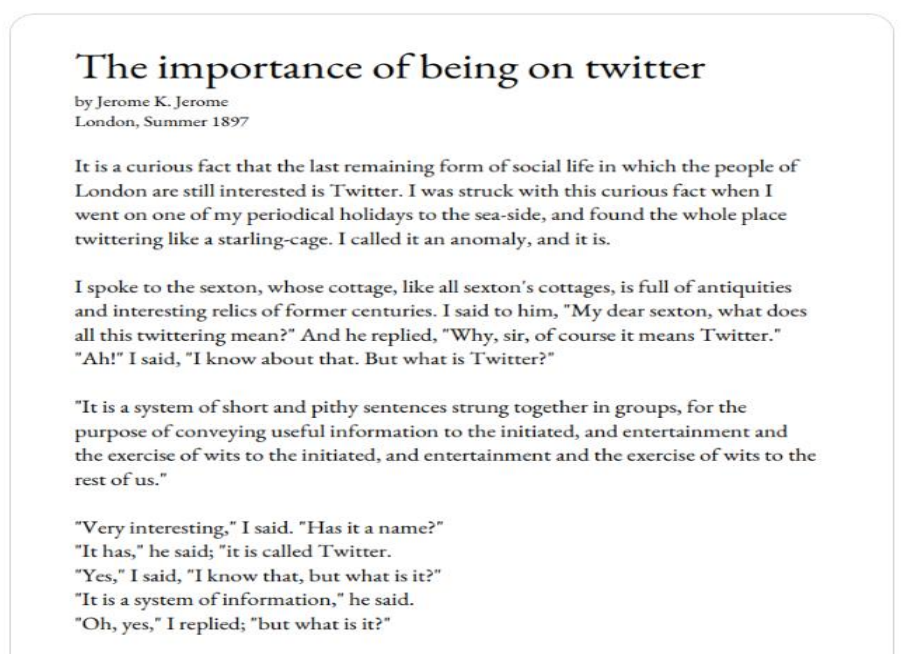 The importance of being on twitter
by Jerome K. Jerome
London, Summer 1897
It is a curious fact that the last remaining form of social life in which the people of
London are still interested is Twitter. I was struck with this curious fact when I
went on one of my periodical holidays to the sea-side, and found the whole place
twittering like a starling-cage. I called it an anomaly, and it is.
I spoke to the sexton, whose cottage, like all sexton's cottages, is full of antiquities
and interesting relics of former centuries. I said to him, "My dear sexton, what does
all this twittering mean?" And he replied, "Why, sir, of course it means Twitter."
"Ah!" I said, "I know about that. But what is Twitter?"
"It is a system of short and pithy sentences strung together in groups, for the
purpose of conveying useful information to the initiated, and entertainment and
the exercise of wits to the initiated, and entertainment and the exercise of wits to the
rest of us."
"Very interesting," I said. "Has it a name?"
"It has," he said; "it is called Twitter.
"Yes," I said, "I know that, but what is it?"
"It is a system of information," he said.
"Oh, yes," I replied; "but what is it?"